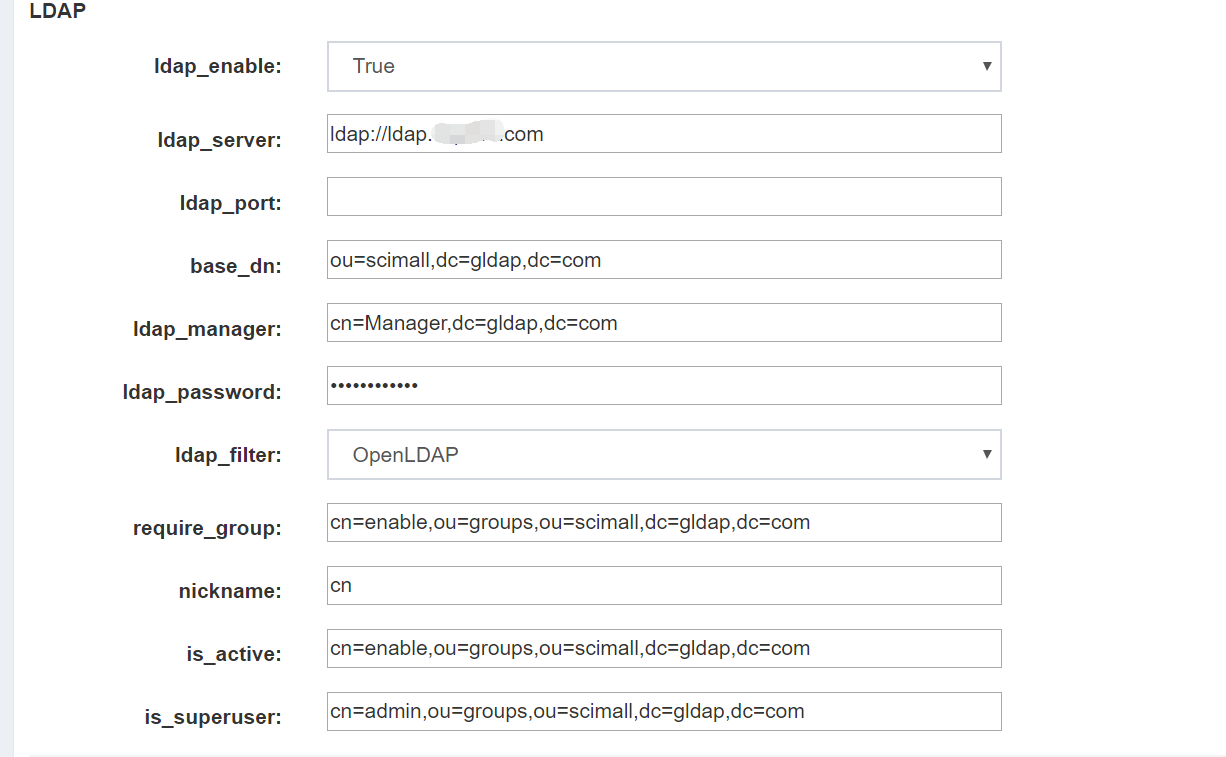 LDAP
ldap_enable: True ▼
ldap_server: ldap://ldap. .com
ldap_port:
base_dn: ou=scimall,dc=gldap,dc=com
ldap_manager: cn=Manager,dc=gldap,dc=com
ldap_password: ••••••••••••
ldap_filter: OpenLDAP ▼
require_group: cn=enable,ou=groups,ou=scimall,dc=gldap,dc=com
nickname: cn
is_active: cn=enable,ou=groups,ou=scimall,dc=gldap,dc=com
is_superuser: cn=admin,ou=groups,ou=scimall,dc=gldap,dc=com